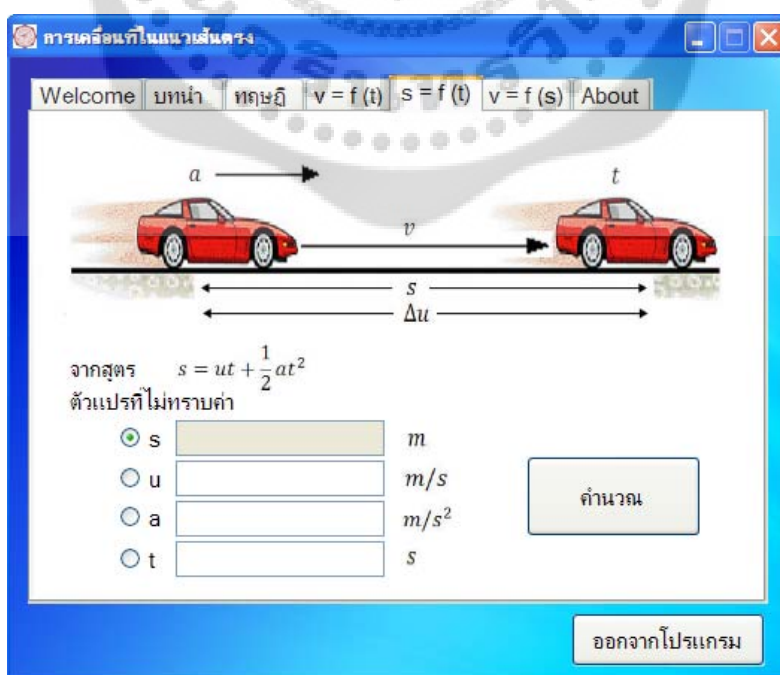 การเคลื่อนที่ในแนวเส้นตรง
Welcome บทนำ ทฤษฎี v = f (t) s = f (t) v = f (s) About
a t
v
s
Δu
จากสูตร s = ut + 1/2 at²
ตัวแปรที่ไม่ทราบค่า
s m
u m/s
a m/s²
t s
คำนวณ
ออกจากโปรแกรม